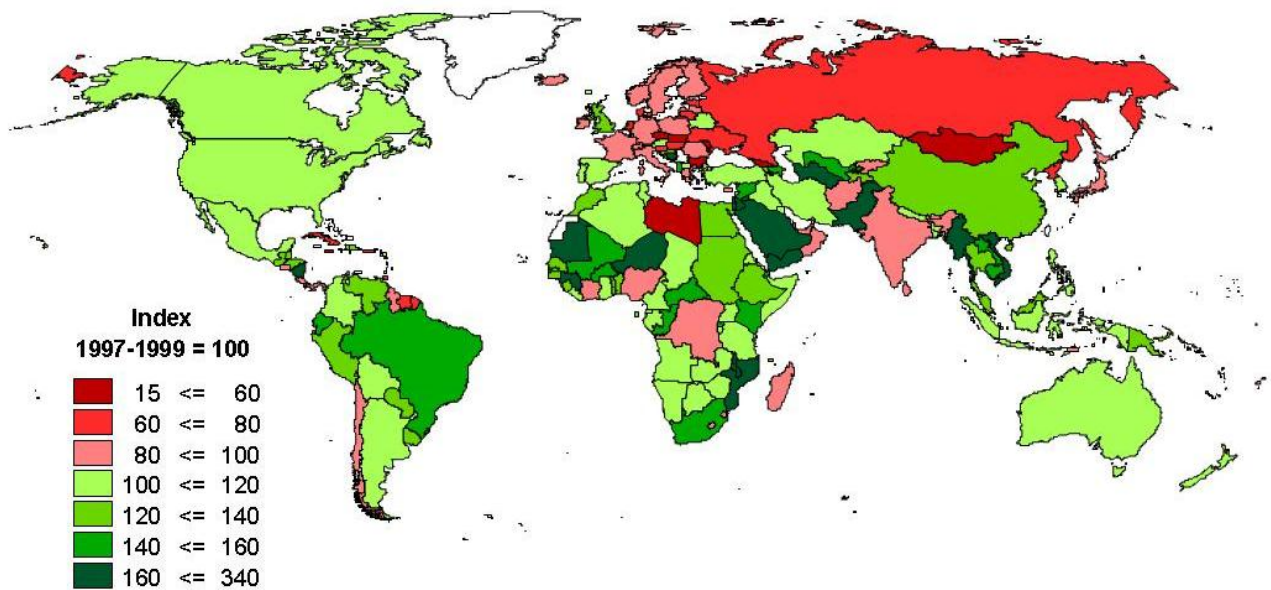 Index
1997-1999 = 100
15 <= 60
60 <= 80
80 <= 100
100 <= 120
120 <= 140
140 <= 160
160 <= 340